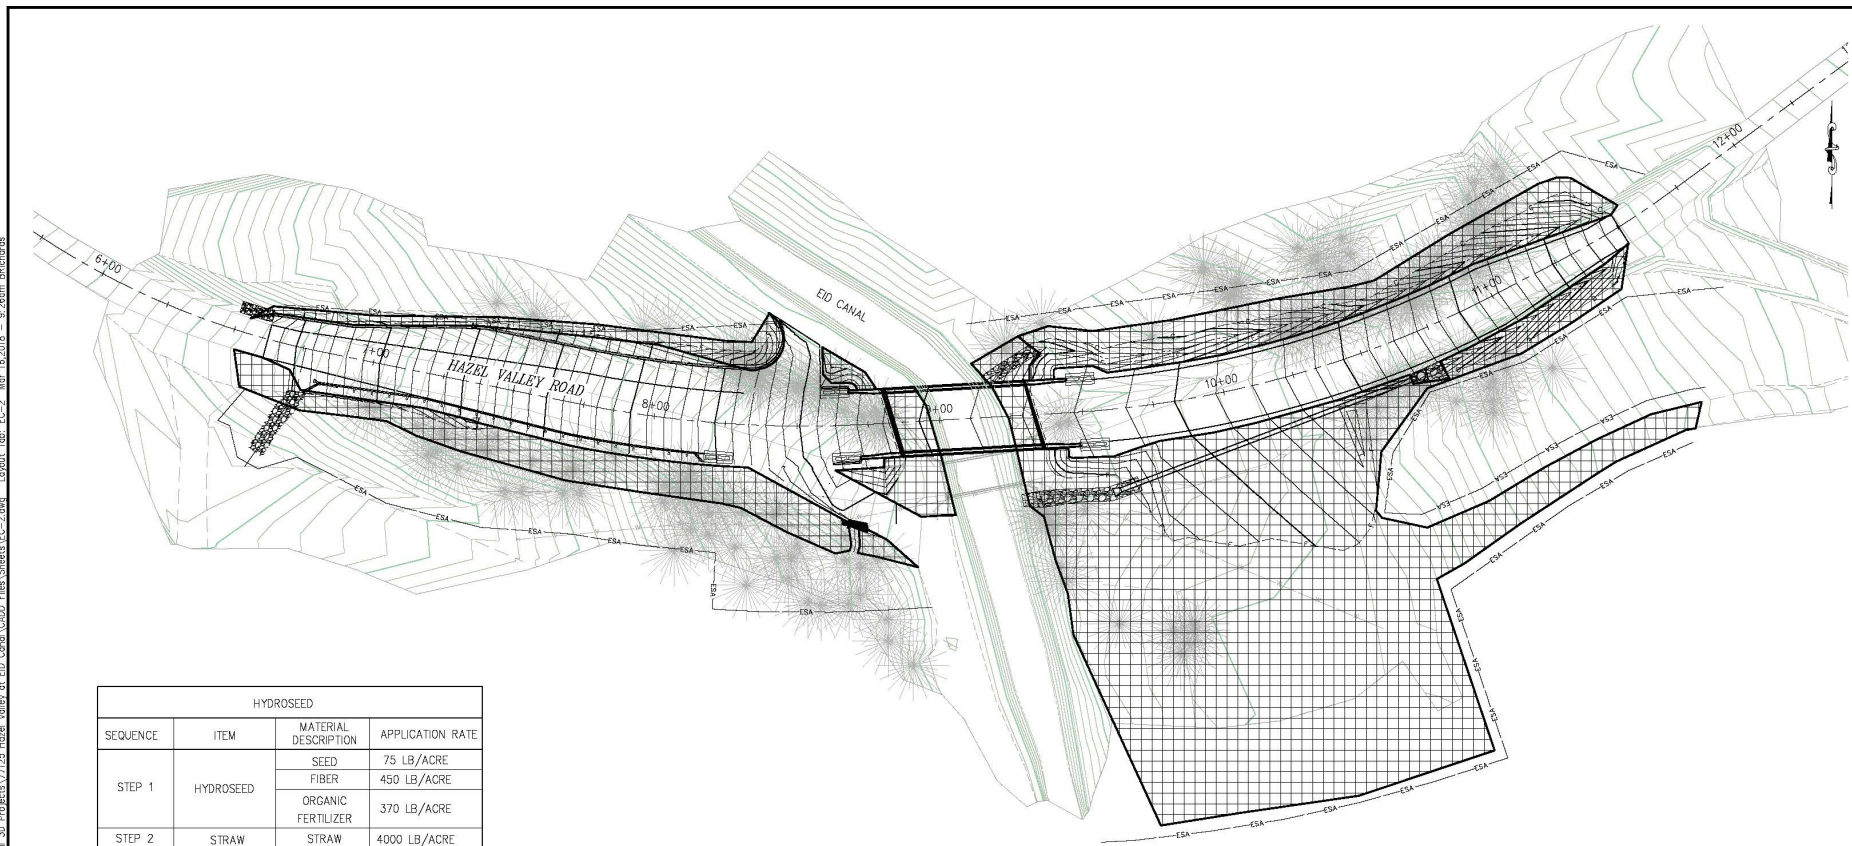 12+00
ESA
EID CANAL
6+00
11+00
7+00
HAZEL VALLEY ROAD
8+00
9+00
10+00
HYDROSEED
SEQUENCE ITEM MATERIAL DESCRIPTION APPLICATION RATE
STEP 1 HYDROSEED SEED 75 LB/ACRE
FIBER 450 LB/ACRE
ORGANIC FERTILIZER 370 LB/ACRE
STEP 2 STRAW STRAW 4000 LB/ACRE